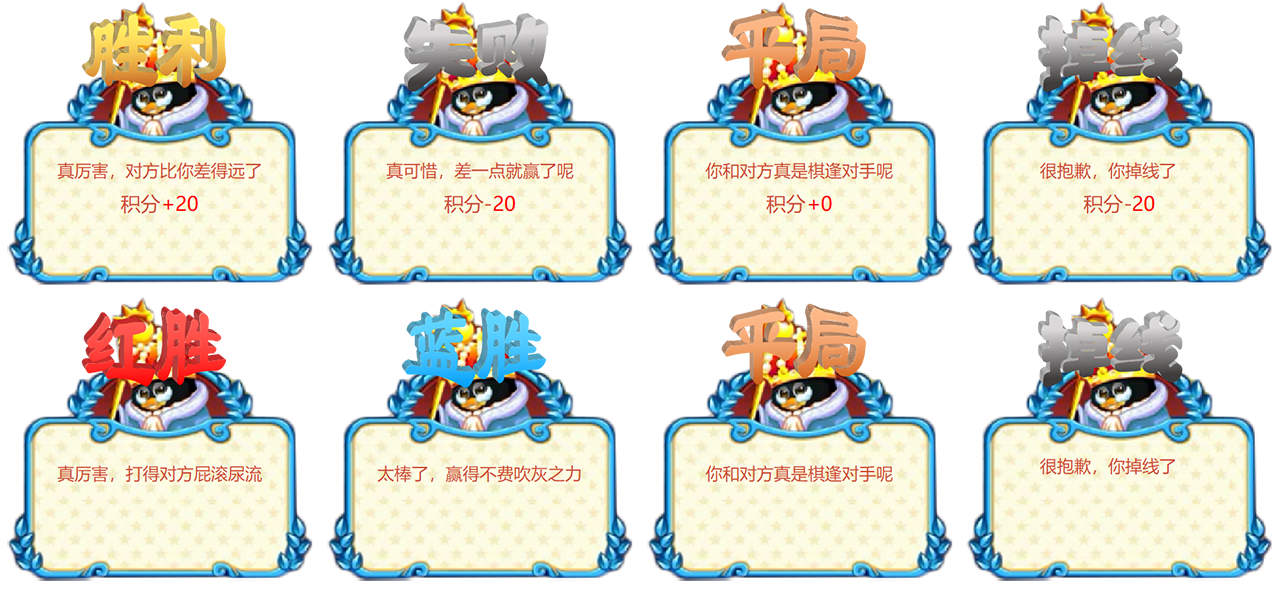 胜利
真厉害，对方比你差得远了
积分+20
失败
真可惜，差一点就赢了呢
积分-20
平局
你和对方真是棋逢对手呢
积分+0
掉线
很抱歉，你掉线了
积分-20
红胜
真厉害，打得对方屁滚尿流
蓝胜
太棒了，赢得不费吹灰之力
平局
你和对方真是棋逢对手呢
掉线
很抱歉，你掉线了